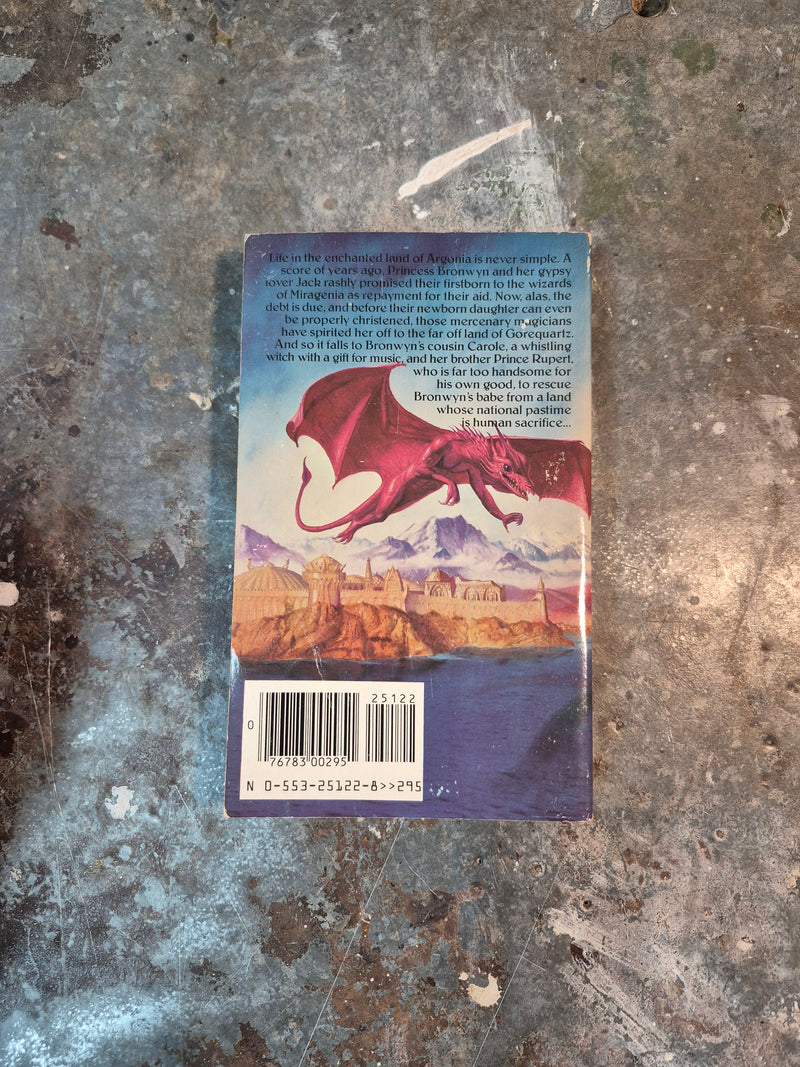 Life in the enchanted land of Argonia is never simple. A
score of years ago, Princess Bronwyn and her gypsy
lover Jack rashly promised their firstborn to the wizards
of Miragenia as repayment for their aid. Now, alas, the
debt is due, and before their newborn daughter can even
be properly christened, those mercenary magicians
have spirited her off to the far off land of Gorequartz.
And so it falls to Bronwyn's cousin Carole, a whistling
witch with a gift for music, and her brother Prince Rupert,
who is far too handsome for
his own good, to rescue
Bronwyn's babe from a land
whose national pastime
is human sacrifice...
25122
0
76783 00295
N 0-553-25122-8>>295